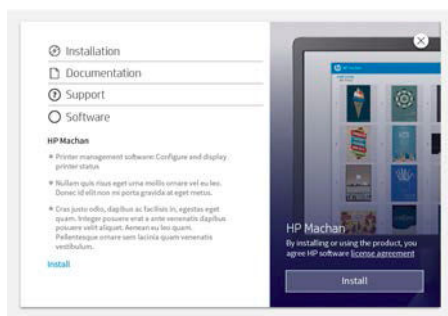 Installation
Documentation
Support
Software
HP Machan
Printer management software: Configure and display
printer status
Nullam quis risus eget urna mollis ornare vel eu leo.
Donec id elit non mi porta gravida at eget metus.
Cras justo odio, dapibus ac facilisis in, egestas eget
quam. Integer posuere erat a ante venenatis dapibus
posuere velit aliquet. Aenean eu leo quam.
Pellentesque ornare sem lacinia quam venenatis
vestibulum.
Install
HP Machan
By installing or using the product, you
agree HP software license agreement
Install